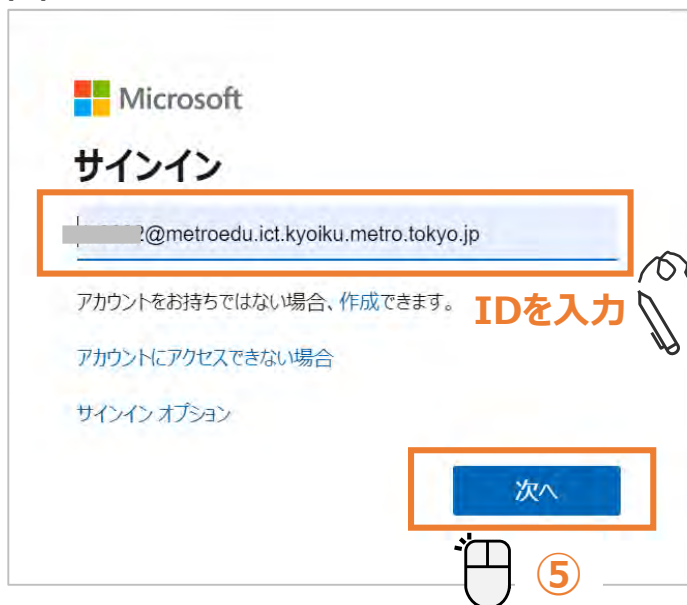 Microsoft
サインイン
@metroedu.ict.kyoiku.metro.tokyo.jp
アカウントをお持ちではない場合、作成できます。
IDを入力
アカウントにアクセスできない場合
サインイン オプション
次へ
⑤